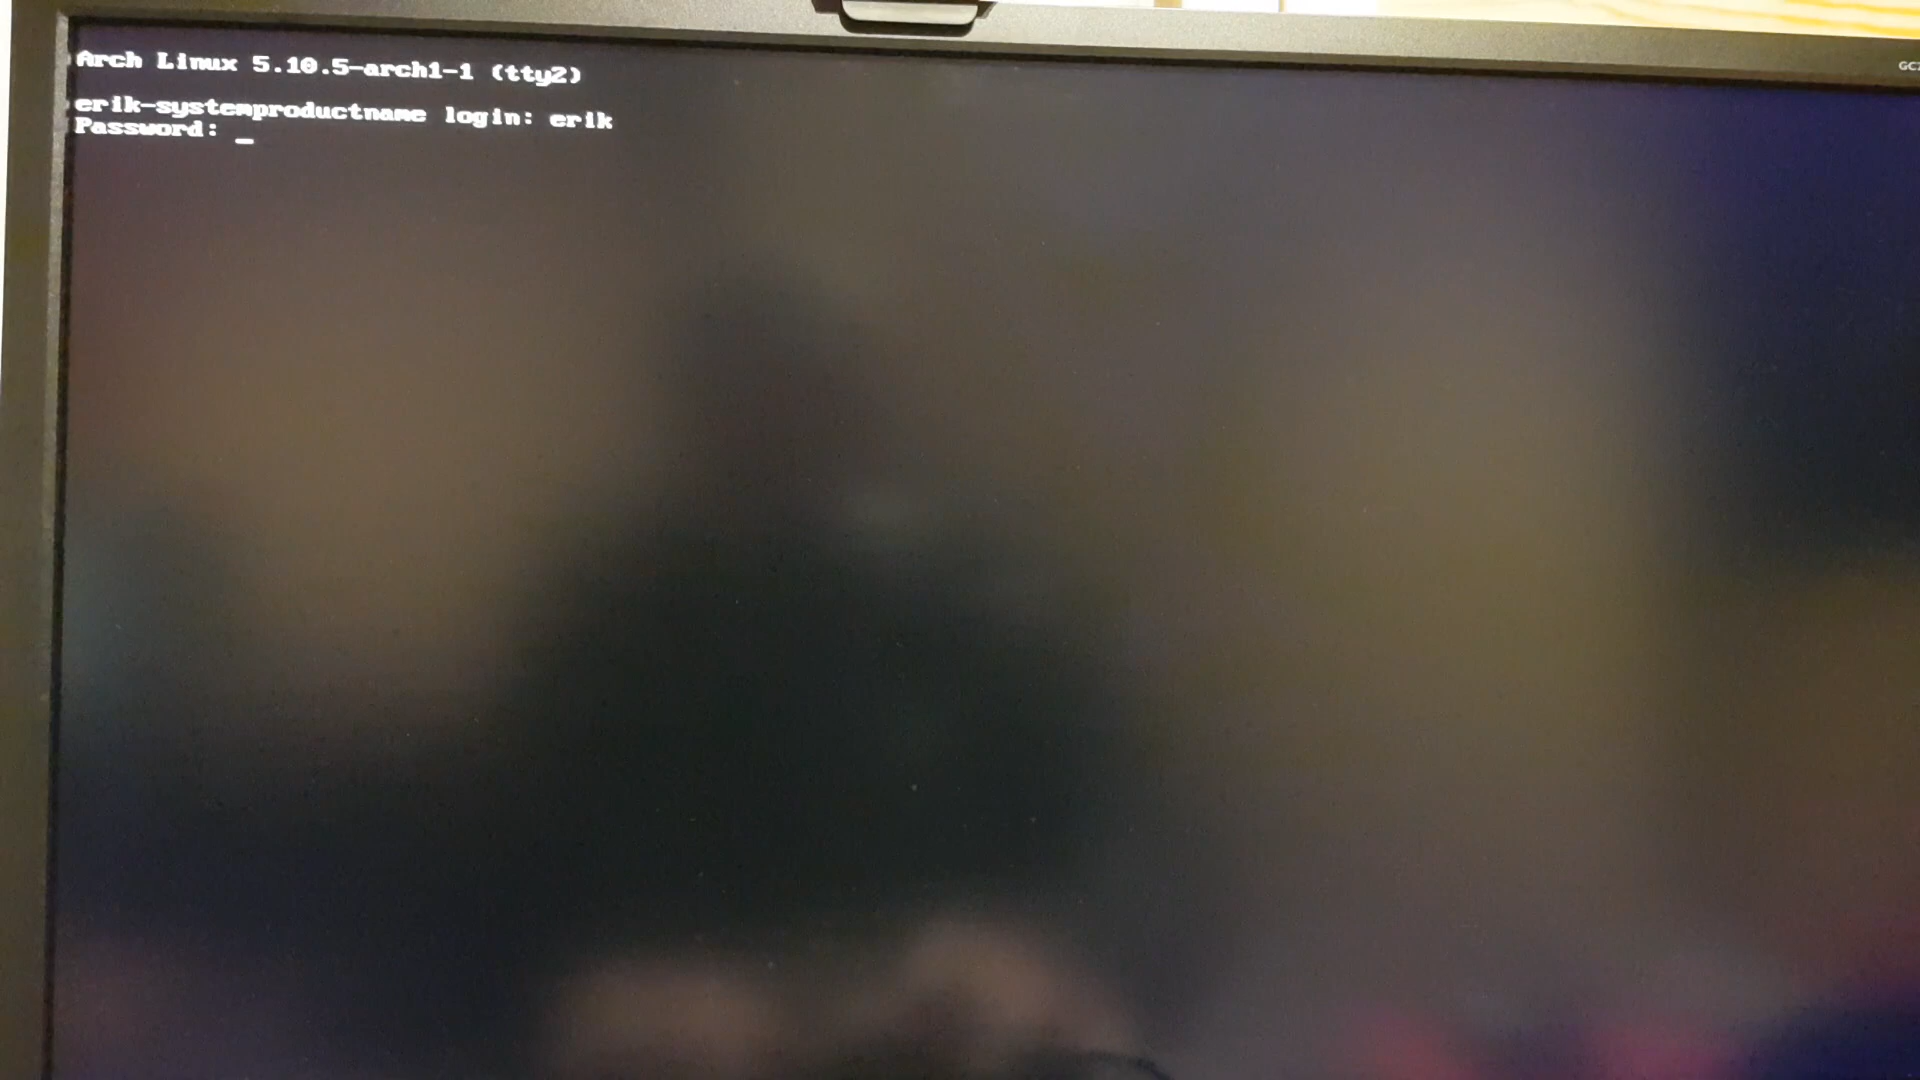 Arch Linux 5.10.5-arch1-1 (tty2)
erik-systemproductname login: erik
Password: _